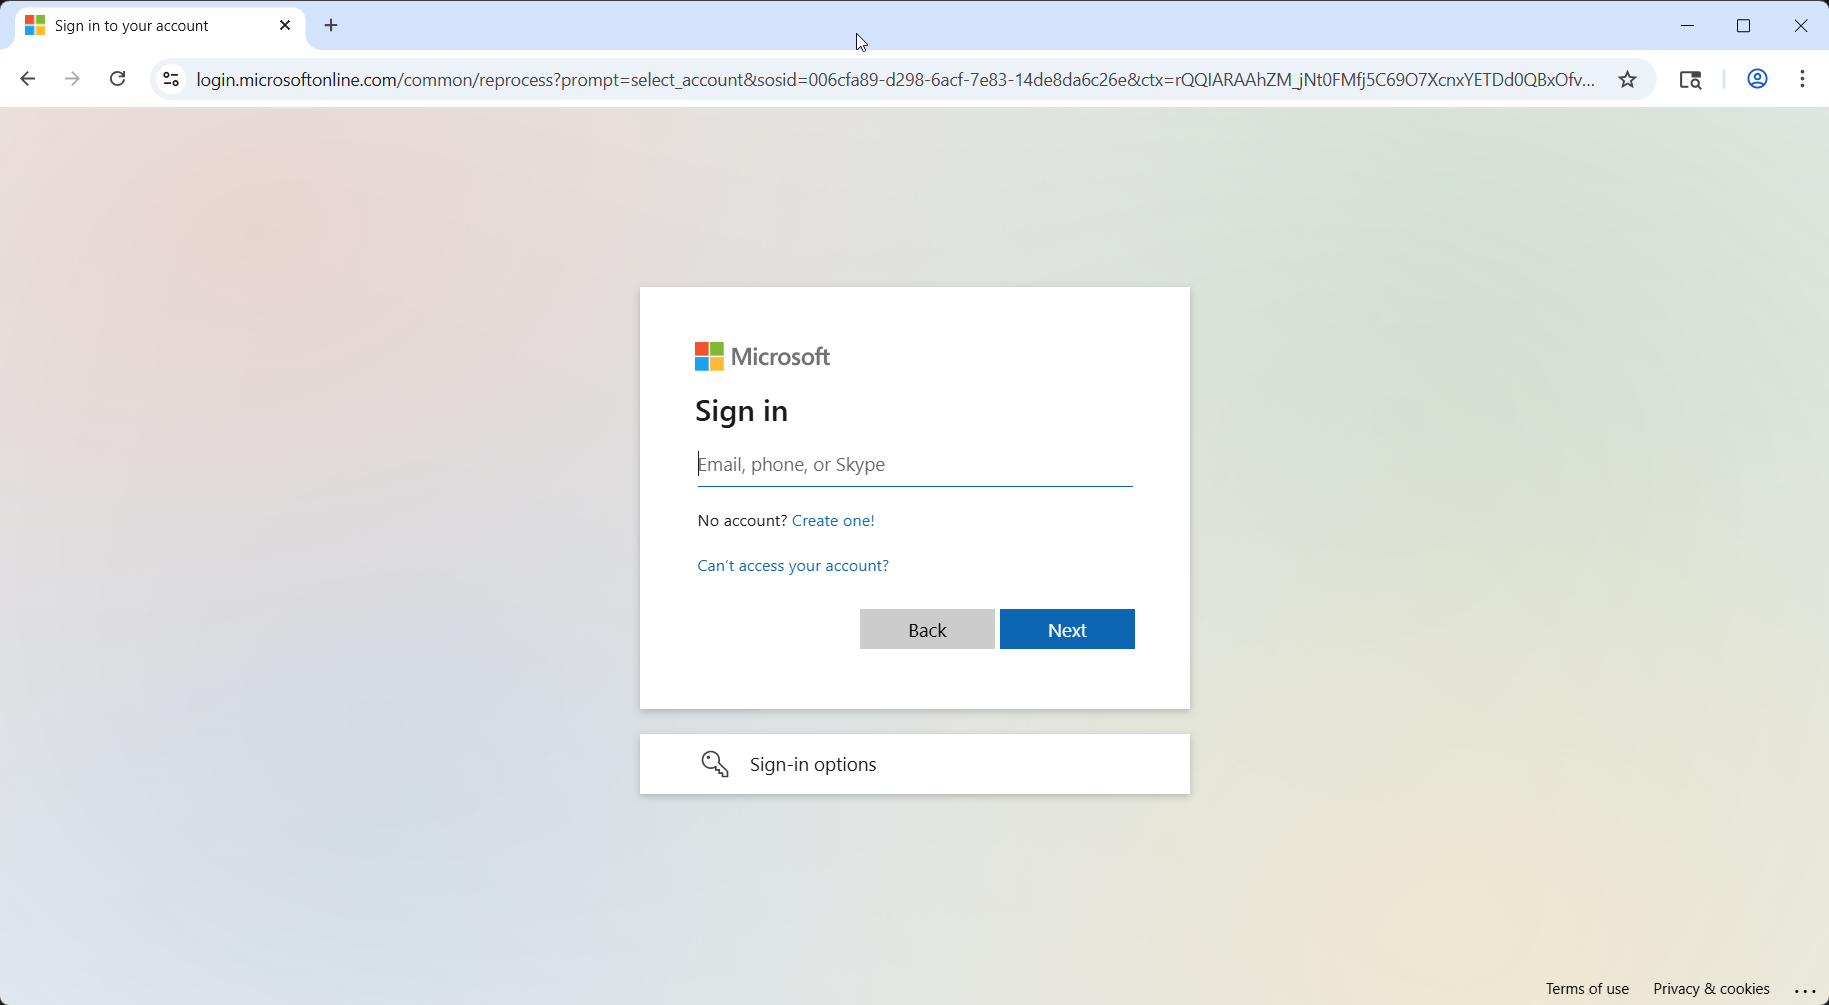 Sign in to your account
login.microsoftonline.com/common/reprocess?prompt=select_account&sosid=006cfa89-d298-6acf-7e83-14de8da6c26e&ctx=rQQIARAAhZM_jNt0FMfj5C69O7XcnxYETDd0QBxOfv...
Microsoft
Sign in
Email, phone, or Skype
No account? Create one!
Can't access your account?
Back
Next
Sign-in options
Terms of use
Privacy & cookies
...